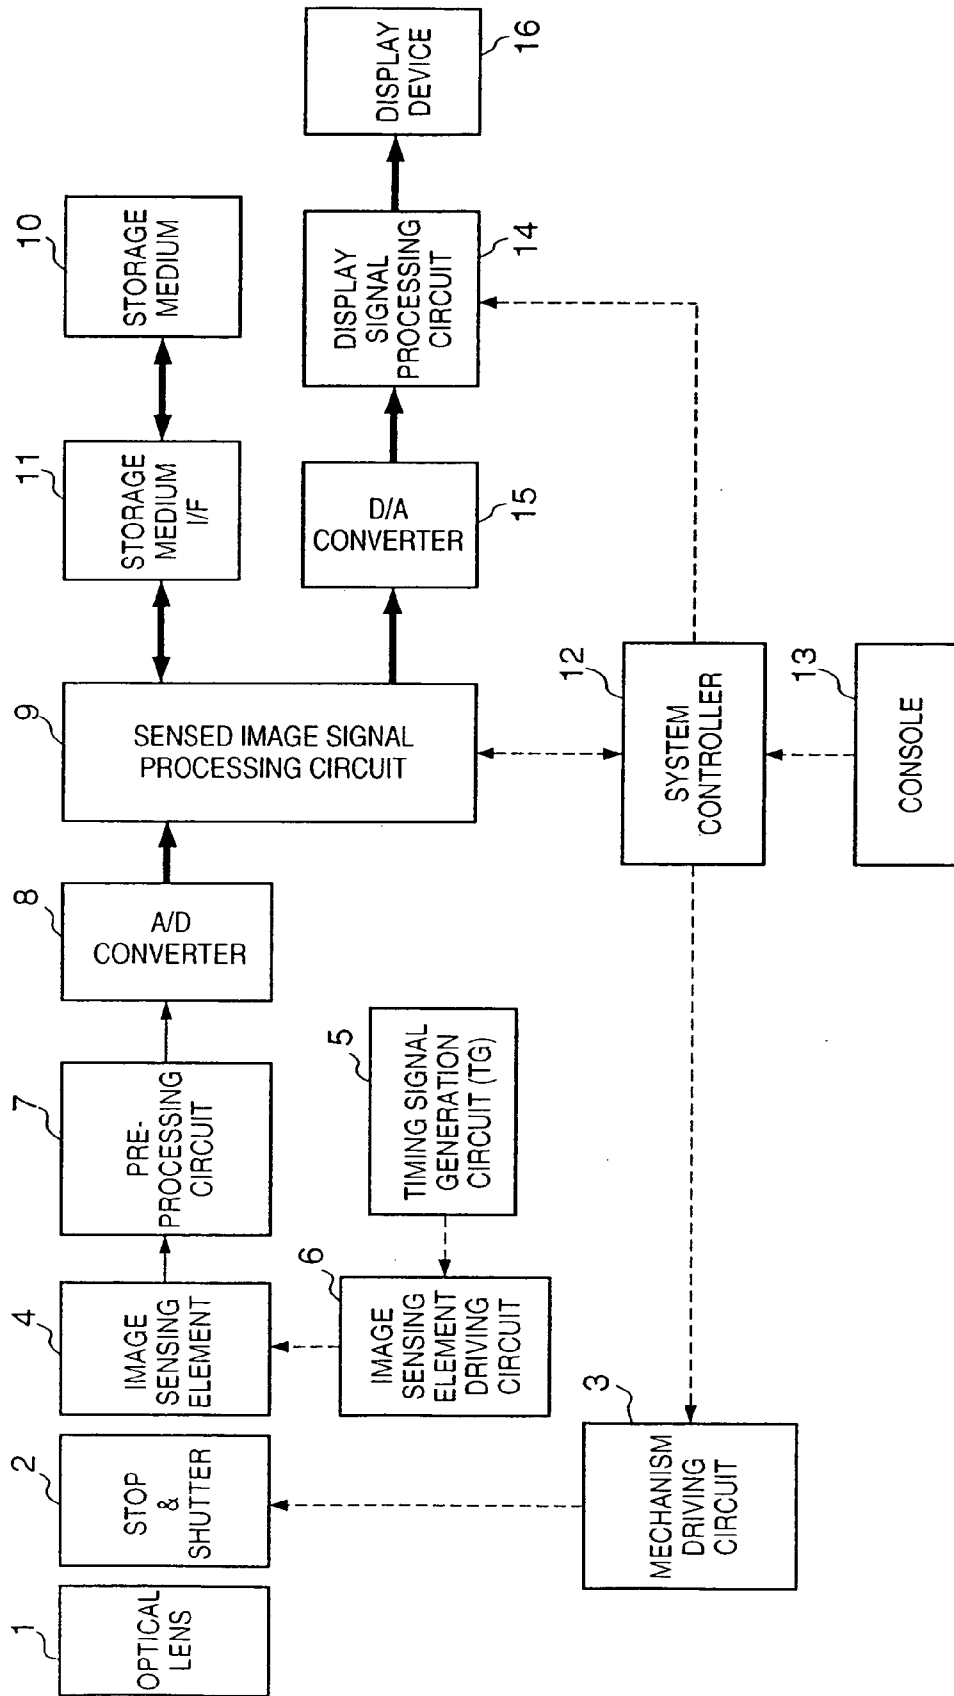 1
OPTICAL
LENS
2
STOP
&
SHUTTER
4
IMAGE
SENSING
ELEMENT
7
PRE-
PROCESSING
CIRCUIT
8
A/D
CONVERTER
9
SENSED IMAGE SIGNAL
PROCESSING CIRCUIT
11
STORAGE
MEDIUM
I/F
10
STORAGE
MEDIUM
6
IMAGE
SENSING
ELEMENT
DRIVING
CIRCUIT
5
TIMING SIGNAL
GENERATION
CIRCUIT (TG)
D/A
CONVERTER
15
DISPLAY
SIGNAL
PROCESSING
CIRCUIT
14
DISPLAY
DEVICE
16
3
MECHANISM
DRIVING
CIRCUIT
12
SYSTEM
CONTROLLER
13
CONSOLE